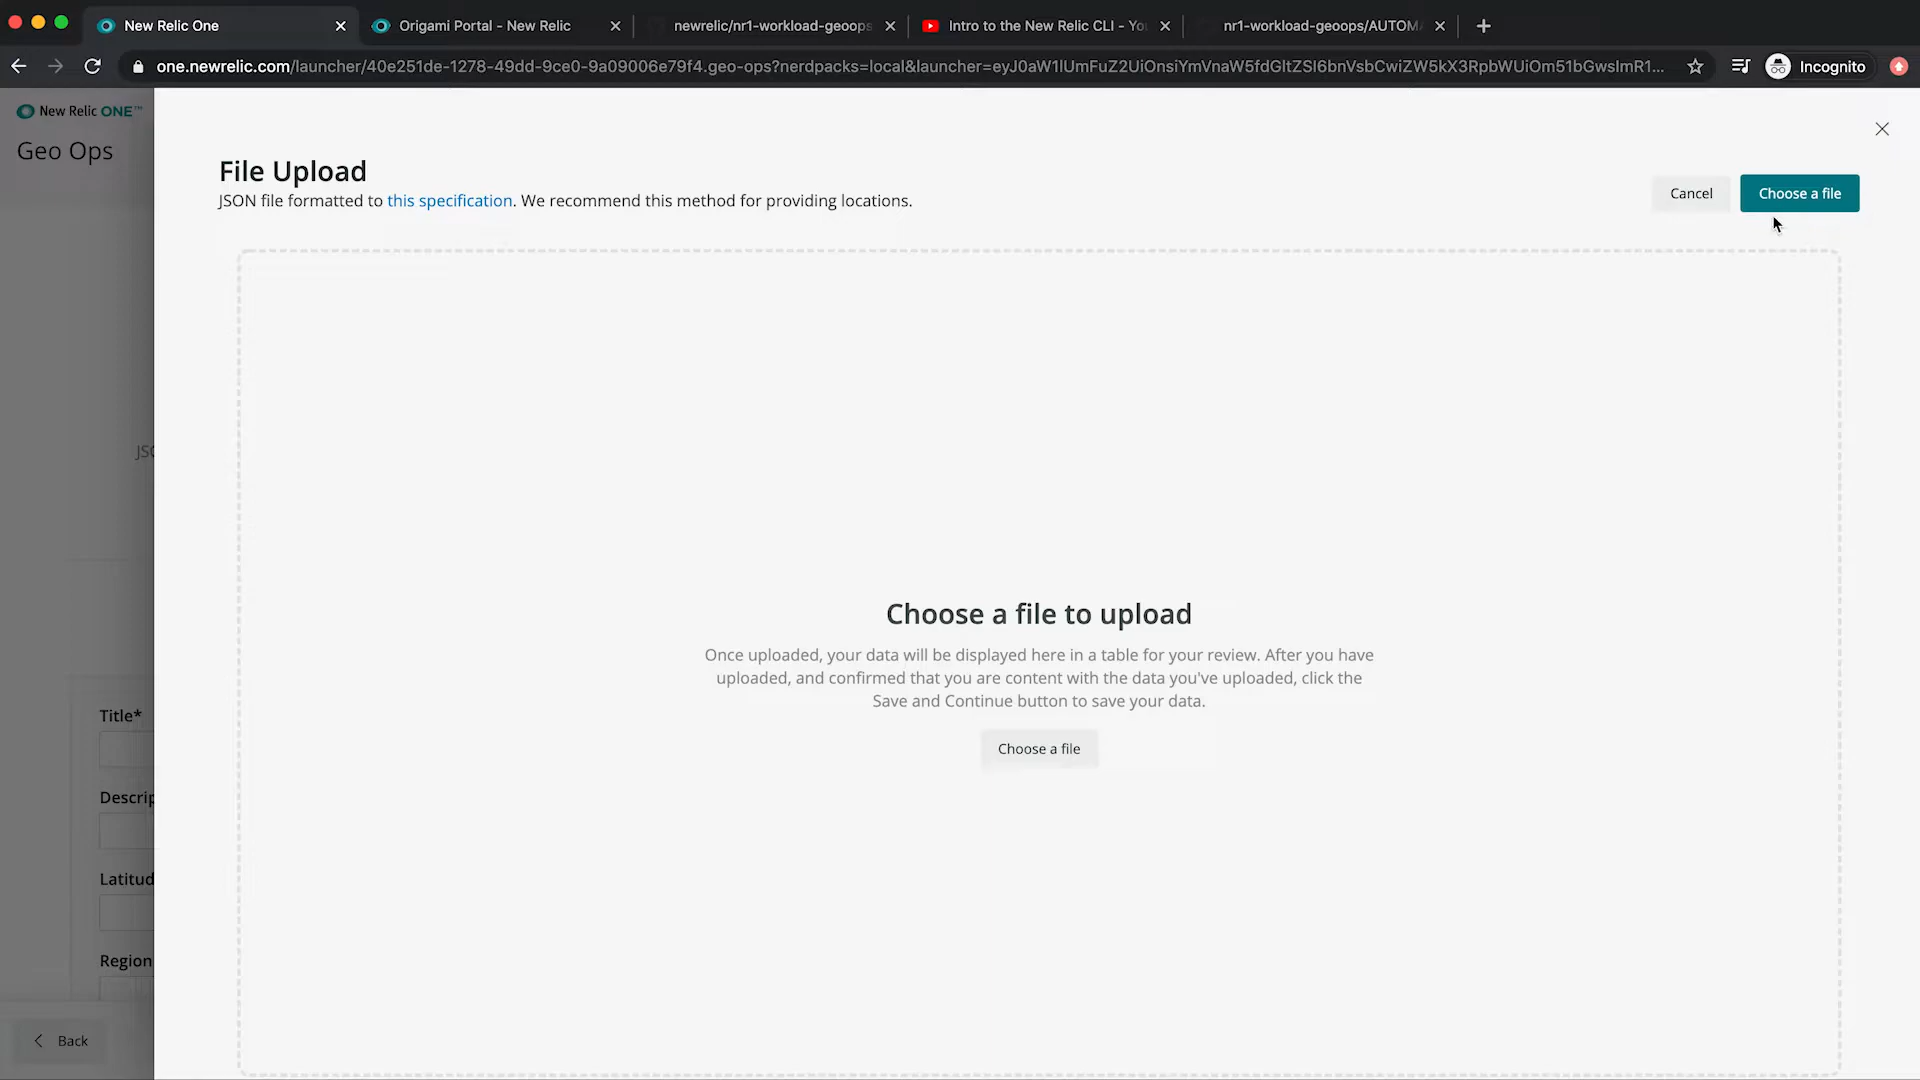 New Relic One
Origami Portal - New Relic
newrelic/nr1-workload-geoops
Intro to the New Relic CLI - Yo
nr1-workload-geoops/AUTOM
one.newrelic.com/launcher/40e251de-1278-49dd-9ce0-9a09006e79f4.geo-ops?nerdpacks=local&launcher=eyJ0aW1lUmFuZ2UiOnsiYmVnaW5fdGltZSI6bnVsbCwiZW5kX3RpbWUiOm51bGwsImR1...
Incognito
New Relic ONE™
Geo Ops
File Upload
JSON file formatted to this specification. We recommend this method for providing locations.
Cancel
Choose a file
JSO
Choose a file to upload
Once uploaded, your data will be displayed here in a table for your review. After you have
uploaded, and confirmed that you are content with the data you've uploaded, click the
Save and Continue button to save your data.
Choose a file
Title*
Descrip
Latitud
Region
Back